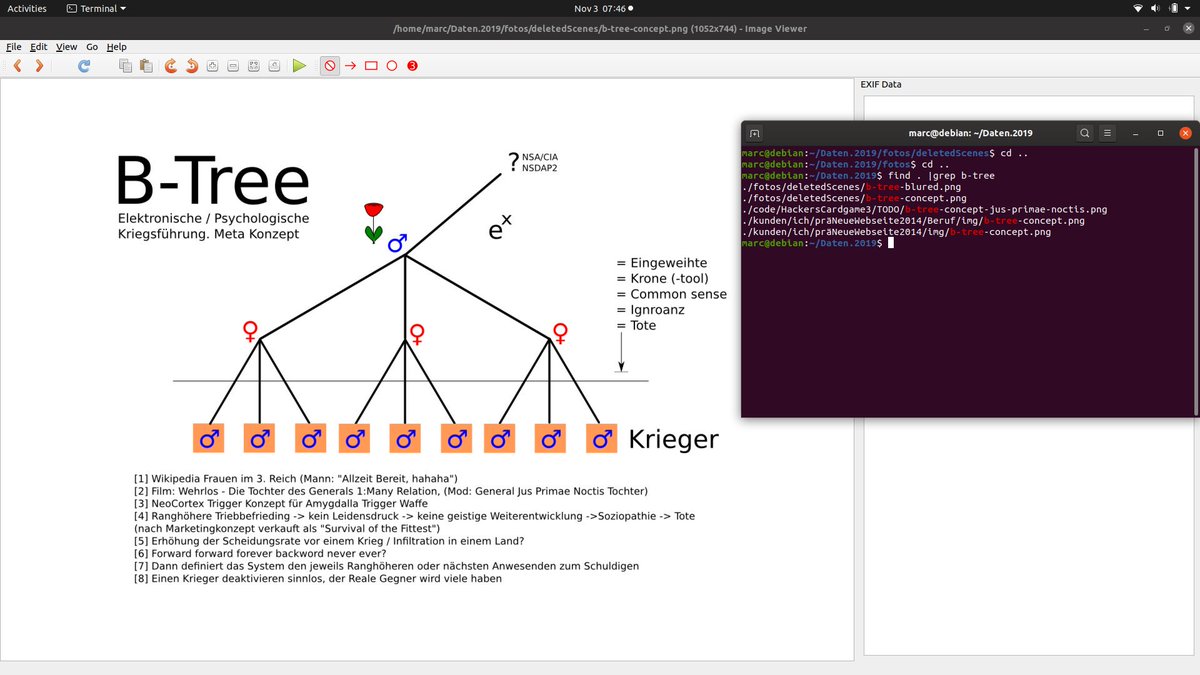 Activities
Terminal
Nov 3 07:46
/home/marc/Daten.2019/fotos/deletedScenes/b-tree-concept.png (1052x744) - Image Viewer
File Edit View Go Help
3
EXIF Data
B-Tree
Elektronische / Psychologische
Kriegsführung. Meta Konzept
? NSA/CIA
NSDAP2
♂
eˣ
= Eingeweihte
= Krone (-tool)
= Common sense
= Ignroanz
= Tote
♀ ♀ ♀
♂ ♂ ♂ ♂ ♂ ♂ ♂ ♂ ♂ Krieger
[1] Wikipedia Frauen im 3. Reich (Mann: "Allzeit Bereit, hahaha")
[2] Film: Wehrlos - Die Tochter des Generals 1:Many Relation, (Mod: General Jus Primae Noctis Tochter)
[3] NeoCortex Trigger Konzept für Amygdalla Trigger Waffe
[4] Ranghöhere Triebbefrieding -> kein Leidensdruck -> keine geistige Weiterentwicklung ->Soziopathie -> Tote
(nach Marketingkonzept verkauft als "Survival of the Fittest")
[5] Erhöhung der Scheidungsrate vor einem Krieg / Infiltration in einem Land?
[6] Forward forward forever backword never ever?
[7] Dann definiert das System den jeweils Ranghöheren oder nächsten Anwesenden zum Schuldigen
[8] Einen Krieger deaktivieren sinnlos, der Reale Gegner wird viele haben
marc@debian: ~/Daten.2019
marc@debian:~/Daten.2019/fotos/deletedScenes$ cd ..
marc@debian:~/Daten.2019/fotos$ cd ..
marc@debian:~/Daten.2019$ find . |grep b-tree
./fotos/deletedScenes/b-tree-blured.png
./fotos/deletedScenes/b-tree-concept.png
./code/HackersCardgame3/TODO/b-tree-concept-jus-primae-noctis.png
./kunden/ich/präNeueWebseite2014/Beruf/img/b-tree-concept.png
./kunden/ich/präNeueWebseite2014/img/b-tree-concept.png
marc@debian:~/Daten.2019$